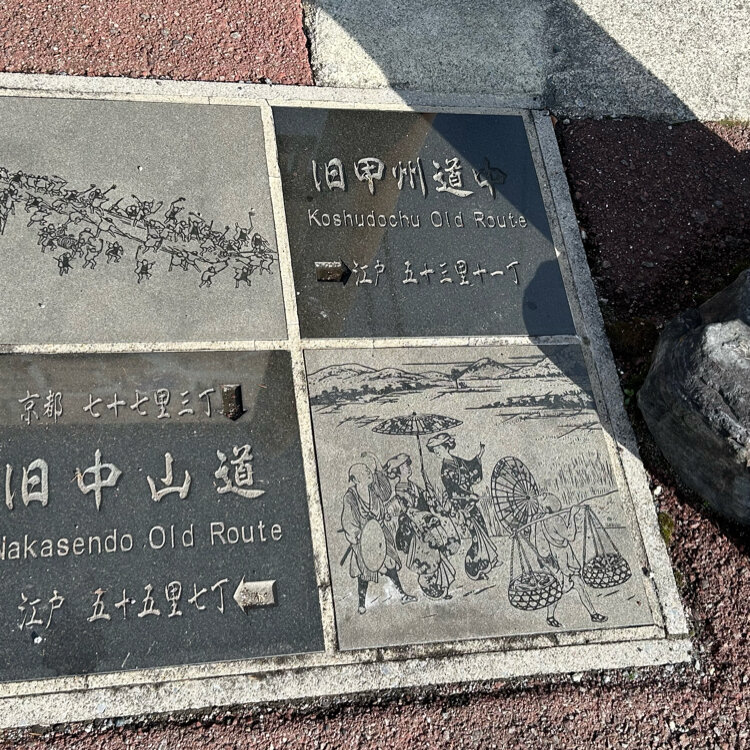 旧甲州道中
Koshudochu Old Route
江戸 五十三里十一丁
京都 七十七里三丁
旧中山道
Nakasendo Old Route
江戸 五十五里七丁